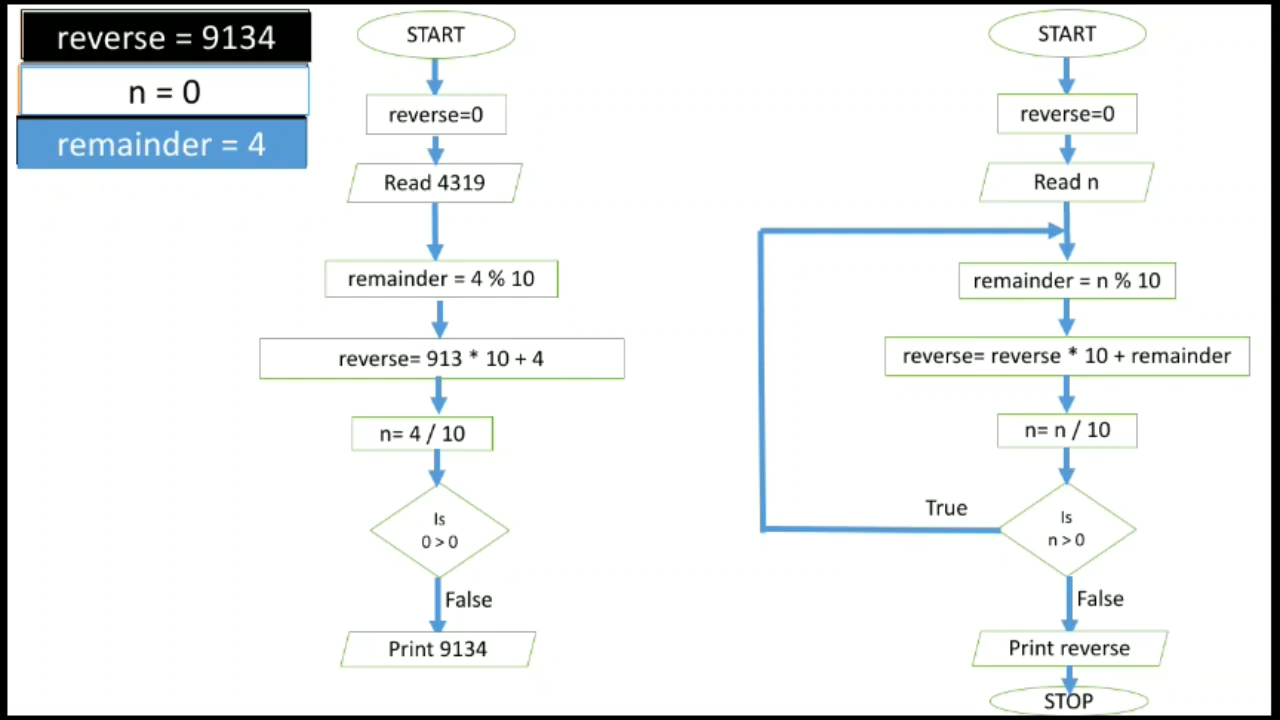 reverse = 9134
n = 0
remainder = 4
START
reverse=0
Read 4319
remainder = 4 % 10
reverse= 913 * 10 + 4
n= 4 / 10
Is
0 > 0
False
Print 9134
START
reverse=0
Read n
remainder = n % 10
reverse= reverse * 10 + remainder
n= n / 10
True
Is
n > 0
False
Print reverse
STOP